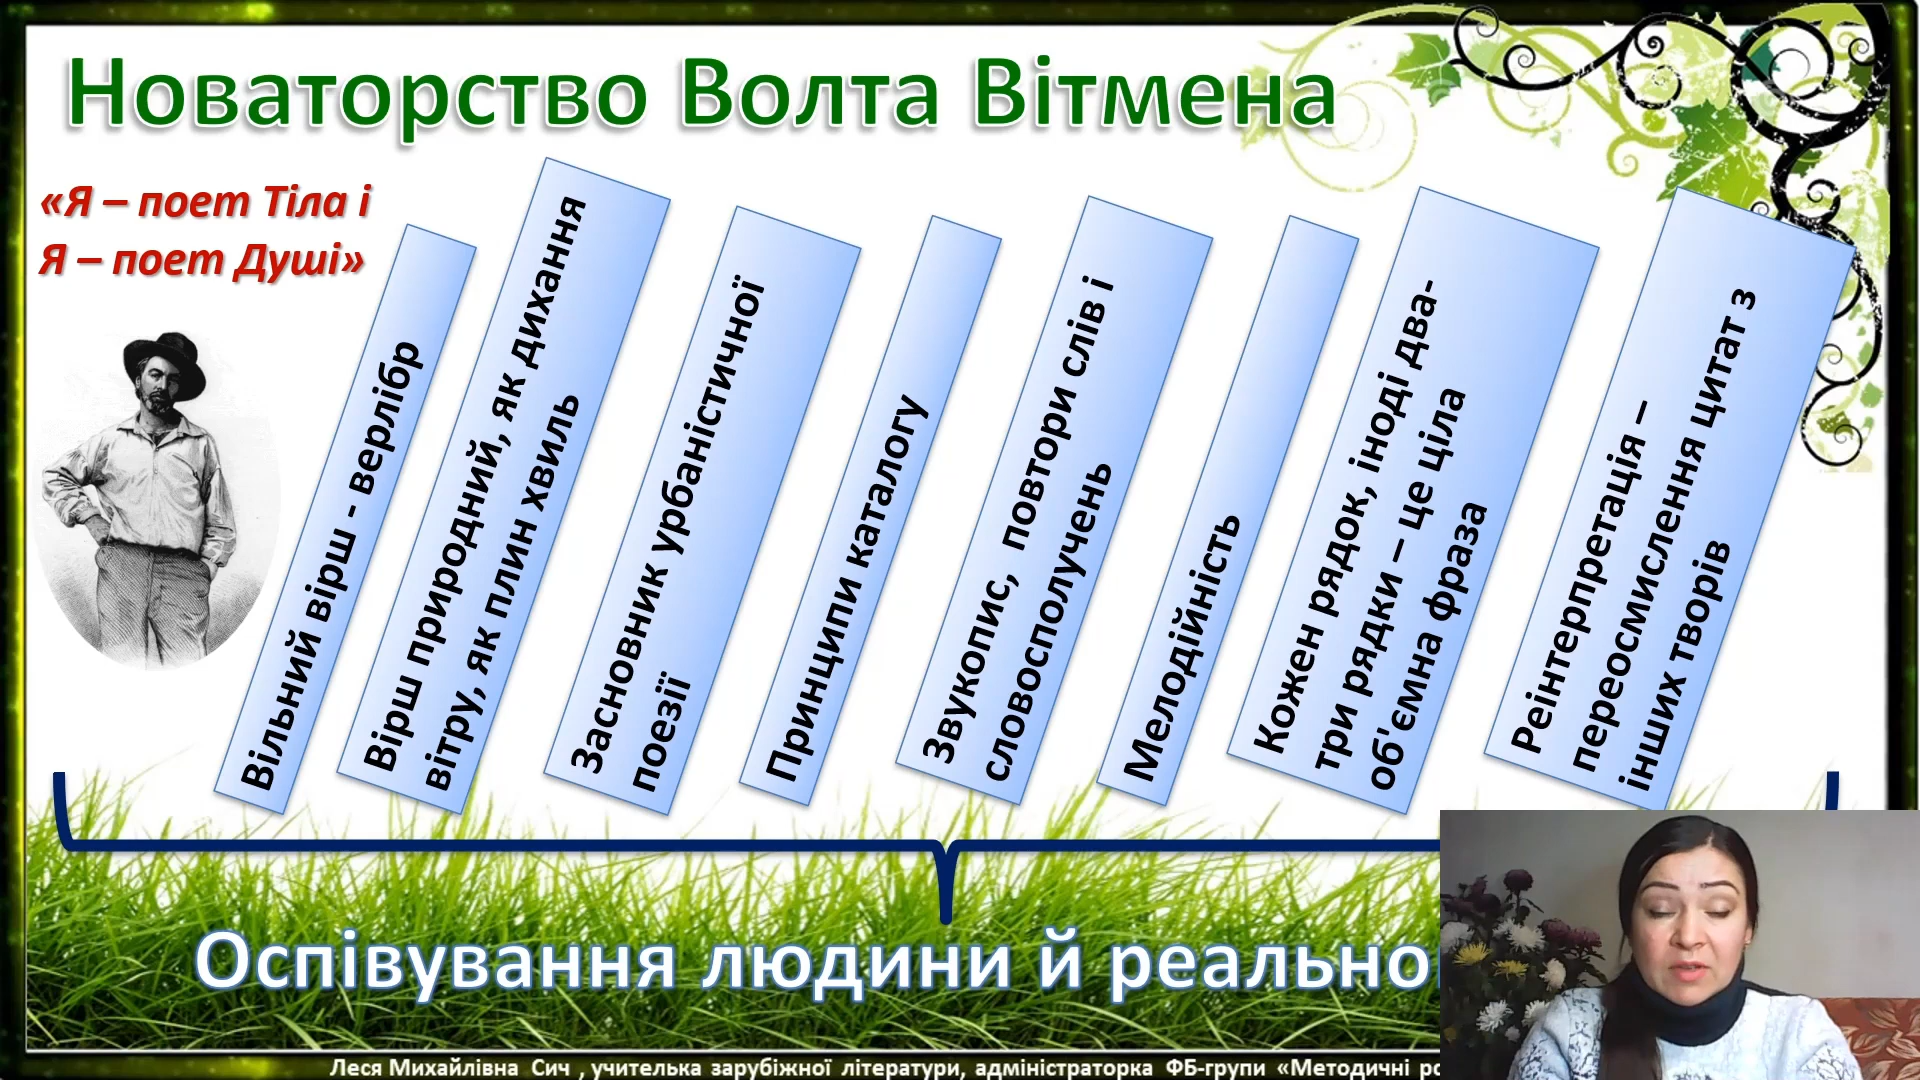 Новаторство Волта Вітмена
«Я – поет Тіла і
Я – поет Душі»
Вільний вірш - верлібр
Вірш природний, як дихання
вітру, як плин хвиль
Засновник урбаністичної
поезії
Принципи каталогу
Звукопис, повтори слів і
словосполучень
Мелодійність
Кожен рядок, іноді два-
три рядки – це ціла
об'ємна фраза
Реінтерпретація –
переосмислення цитат з
інших творів
Оспівування людини й
Леся Михайлівна Сич , учителька зарубіжної літератури, адміністраторка ФБ-групи «Методичні